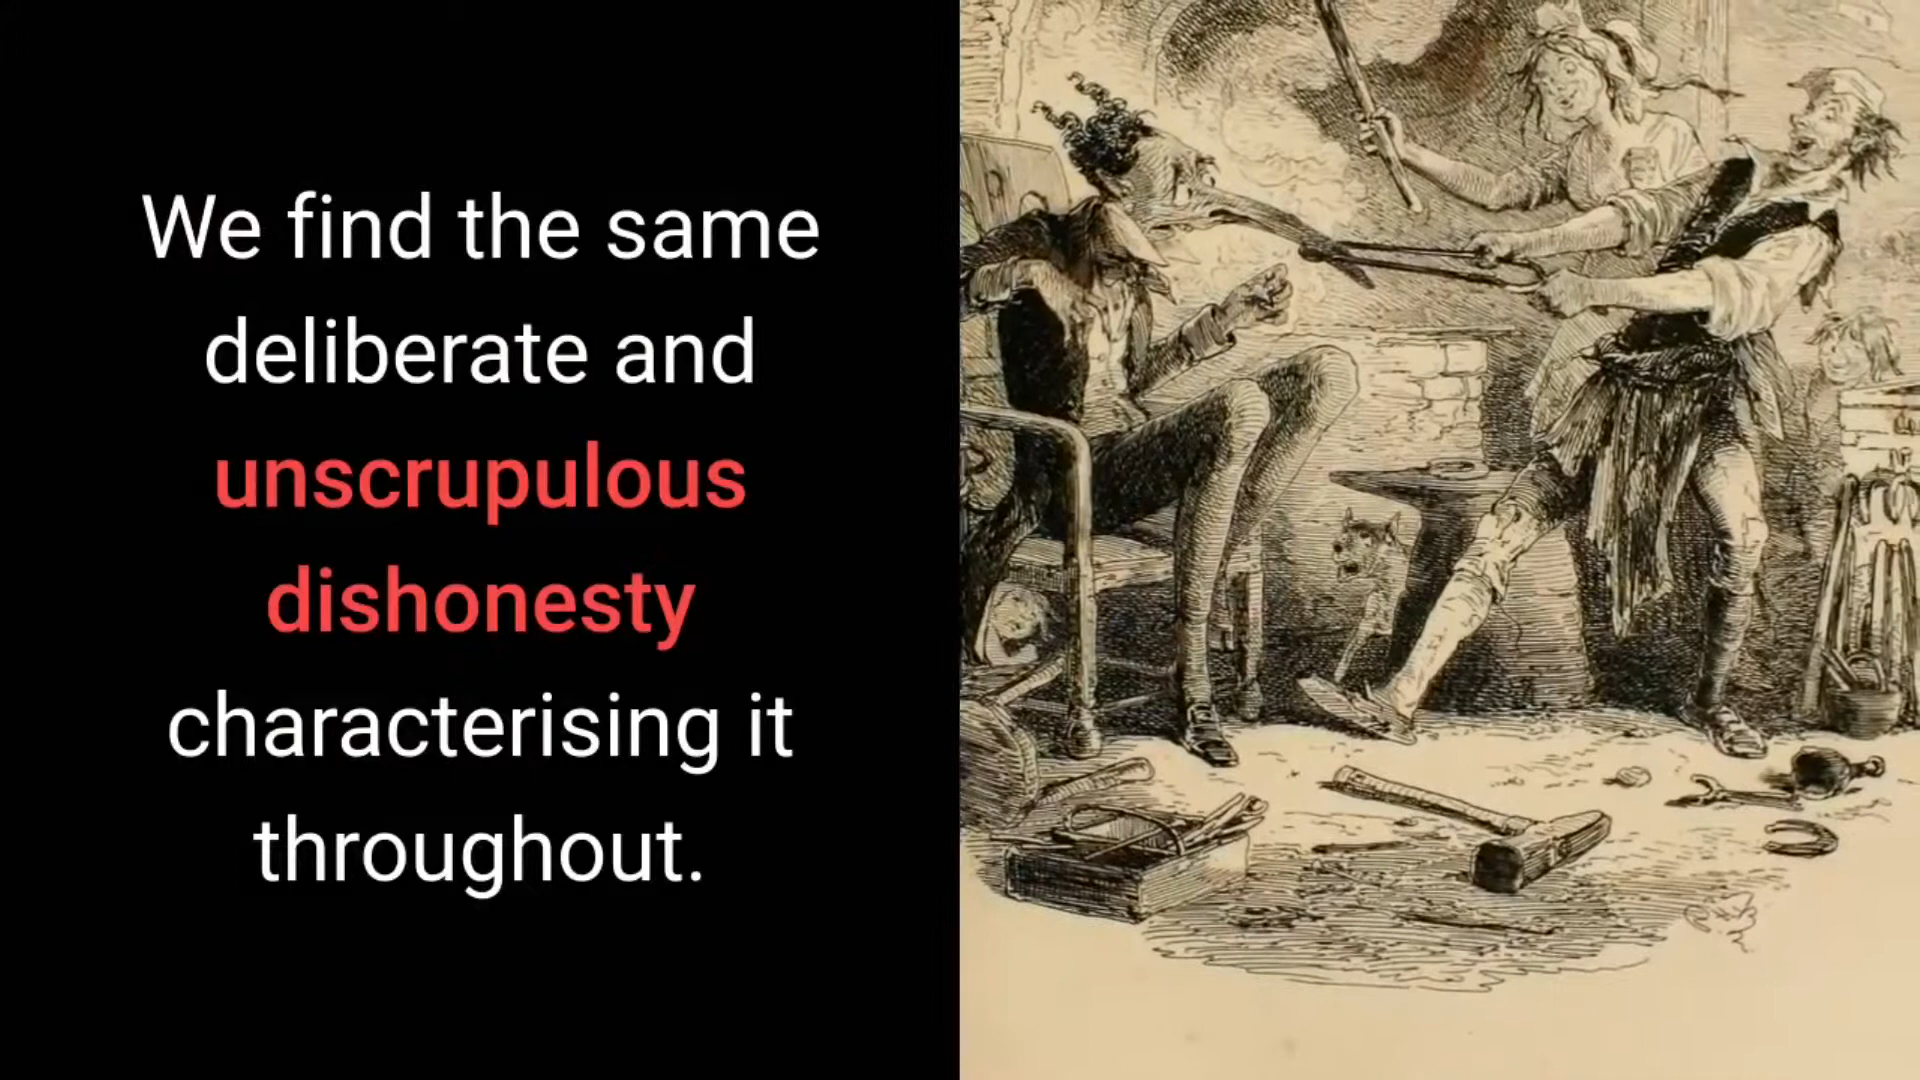 We find the same
deliberate and
unscrupulous
dishonesty
characterising it
throughout.